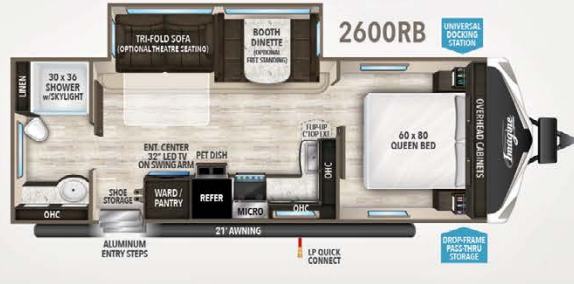 2600RB
UNIVERSAL
DOCKING
STATION
TRI-FOLD SOFA
(OPTIONAL THEATRE SEATING)
BOOTH
DINETTE
(OPTIONAL
FREE STANDING)
LINEN
30 x 36
SHOWER
w/SKYLIGHT
FLIP-UP
C'TOP EXT
60 x 80
QUEEN BED
OVERHEAD CABINETS
Imagine
ENT. CENTER
32" LED TV
ON SWING ARM
PET DISH
OHC
SHOE
STORAGE
WARD /
PANTRY
REFER
MICRO
OHC
OHC
21' AWNING
ALUMINUM
ENTRY STEPS
LP QUICK
CONNECT
DROP-FRAME
PASS-THRU
STORAGE